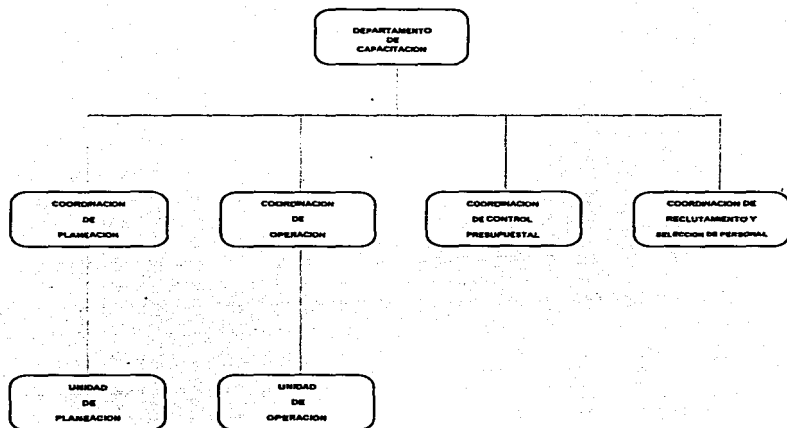 DEPARTAMENTO
DE
CAPACITACION
COORDINACION
DE
PLANEACION
COORDINACION
DE
OPERACION
COORDINACION
DE CONTROL
PRESUPUESTAL
COORDINACION DE
RECLUTAMIENTO Y
SELECCION DE PERSONAL
UNIDAD
DE
PLANEACION
UNIDAD
DE
OPERACION